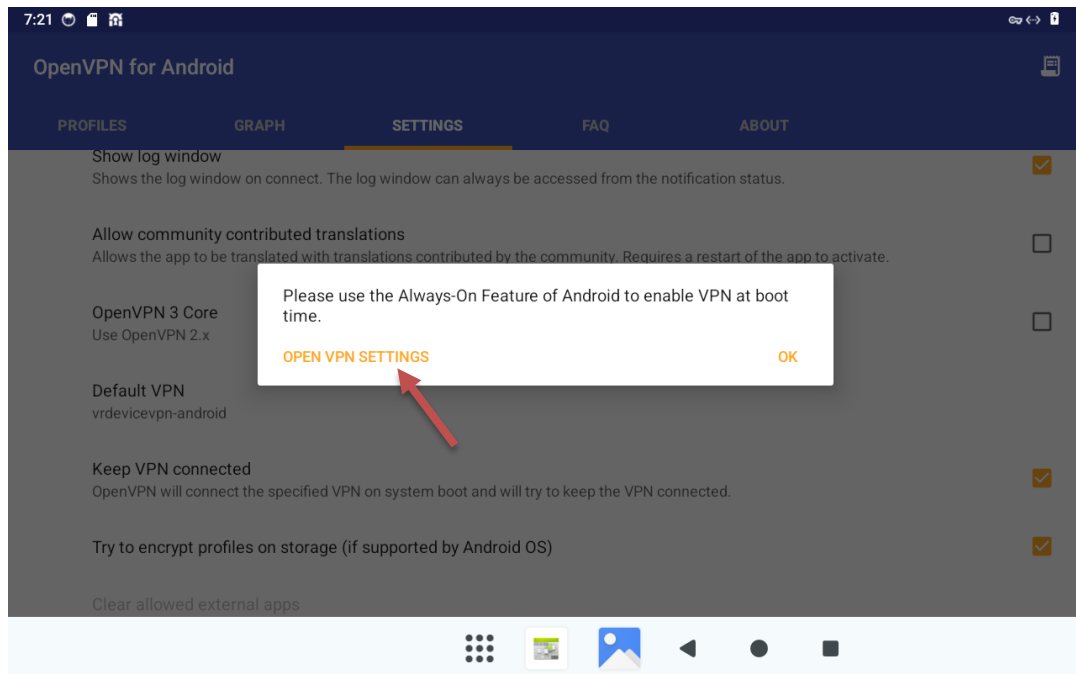 7:21
OpenVPN for Android
PROFILES GRAPH SETTINGS FAQ ABOUT
Show log window
Shows the log window on connect. The log window can always be accessed from the notification status.
Allow community contributed translations
Allows the app to be translated with translations contributed by the community. Requires a restart of the app to activate.
Please use the Always-On Feature of Android to enable VPN at boot
time.
OPEN VPN SETTINGS OK
OpenVPN 3 Core
Use OpenVPN 2.x
Default VPN
vrdevicevpn-android
Keep VPN connected
OpenVPN will connect the specified VPN on system boot and will try to keep the VPN connected.
Try to encrypt profiles on storage (if supported by Android OS)
Clear allowed external apps